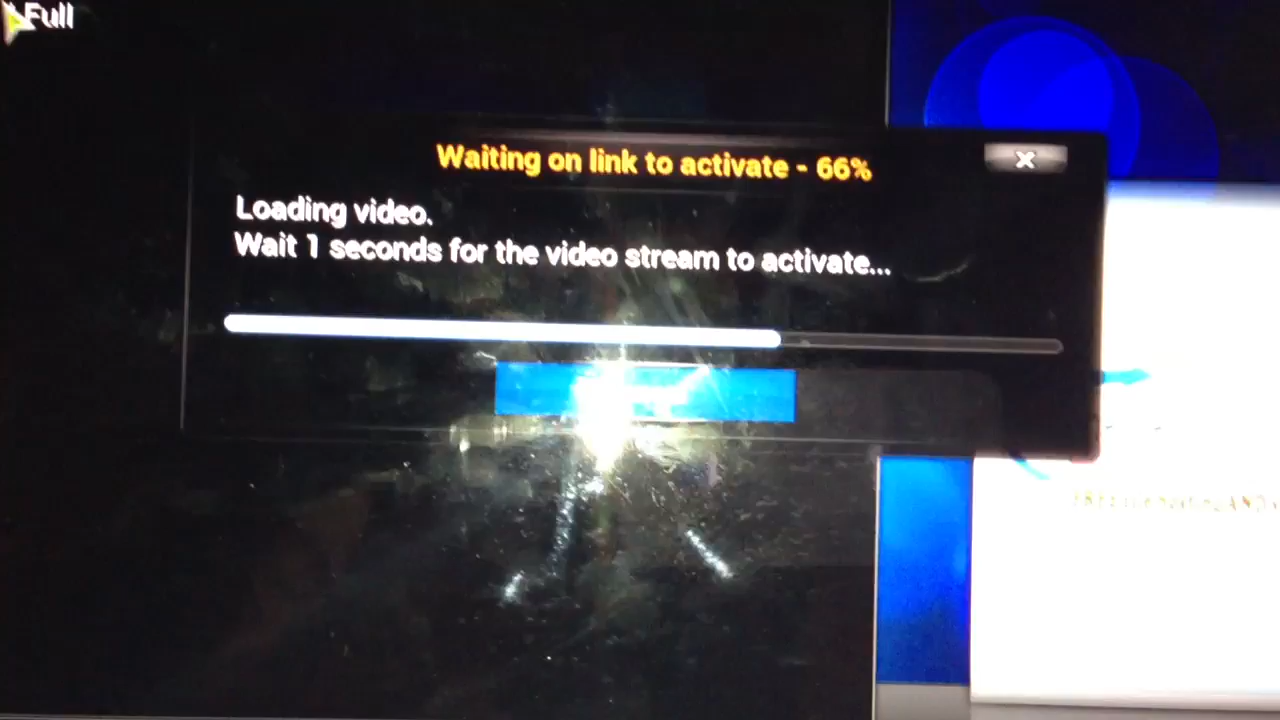 Full
Waiting on link to activate - 66%
Loading video.
Wait 1 seconds for the video stream to activate...